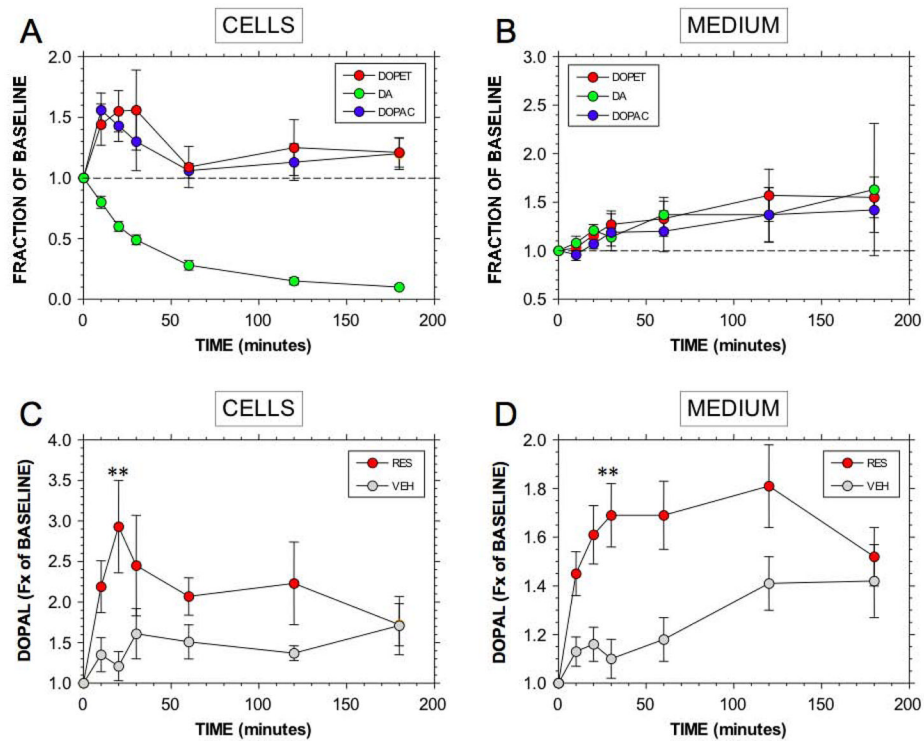 A
CELLS
FRACTION OF BASELINE
2.0
1.5
1.0
0.5
0.0
DOPET
DA
DOPAC
0 50 100 150 200
TIME (minutes)
B
MEDIUM
FRACTION OF BASELINE
3.0
2.5
2.0
1.5
1.0
0.5
DOPET
DA
DOPAC
0 50 100 150 200
TIME (minutes)
C
CELLS
DOPAL (Fx of BASELINE)
4.0
3.5
3.0
2.5
2.0
1.5
1.0
**
RES
VEH
0 50 100 150 200
TIME (minutes)
D
MEDIUM
DOPAL (Fx of BASELINE)
2.0
1.8
1.6
1.4
1.2
1.0
**
RES
VEH
0 50 100 150 200
TIME (minutes)